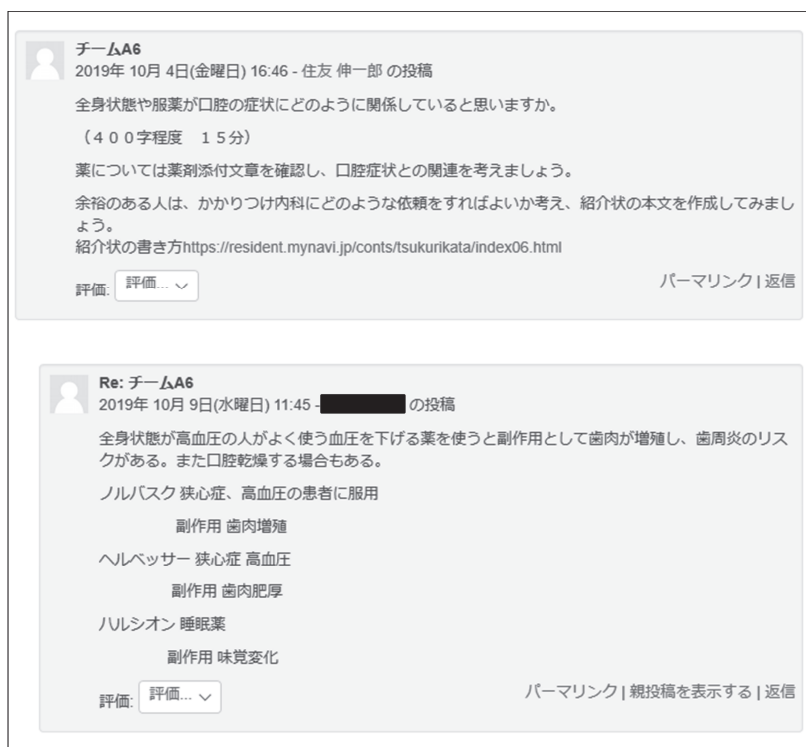 チームA6
2019年 10月 4日(金曜日) 16:46 - 住友 伸一郎 の投稿
全身状態や服薬が口腔の症状にどのように関係していると思いますか。
（４００字程度　１５分）
薬については薬剤添付文章を確認し、口腔症状との関連を考えましょう。
余裕のある人は、かかりつけ内科にどのような依頼をすればよいか考え、紹介状の本文を作成してみまし
ょう。
紹介状の書き方https://resident.mynavi.jp/conts/tsukurikata/index06.html
評価: 評価...
パーマリンク | 返信
Re: チームA6
2019年 10月 9日(水曜日) 11:45 - の投稿
全身状態が高血圧の人がよく使う血圧を下げる薬を使うと副作用として歯肉が増殖し、歯周炎のリス
クがある。また口腔乾燥する場合もある。
ノルバスク 狭心症、高血圧の患者に服用
副作用 歯肉増殖
ヘルベッサー 狭心症 高血圧
副作用 歯肉肥厚
ハルシオン 睡眠薬
副作用 味覚変化
評価: 評価...
パーマリンク | 親投稿を表示する | 返信